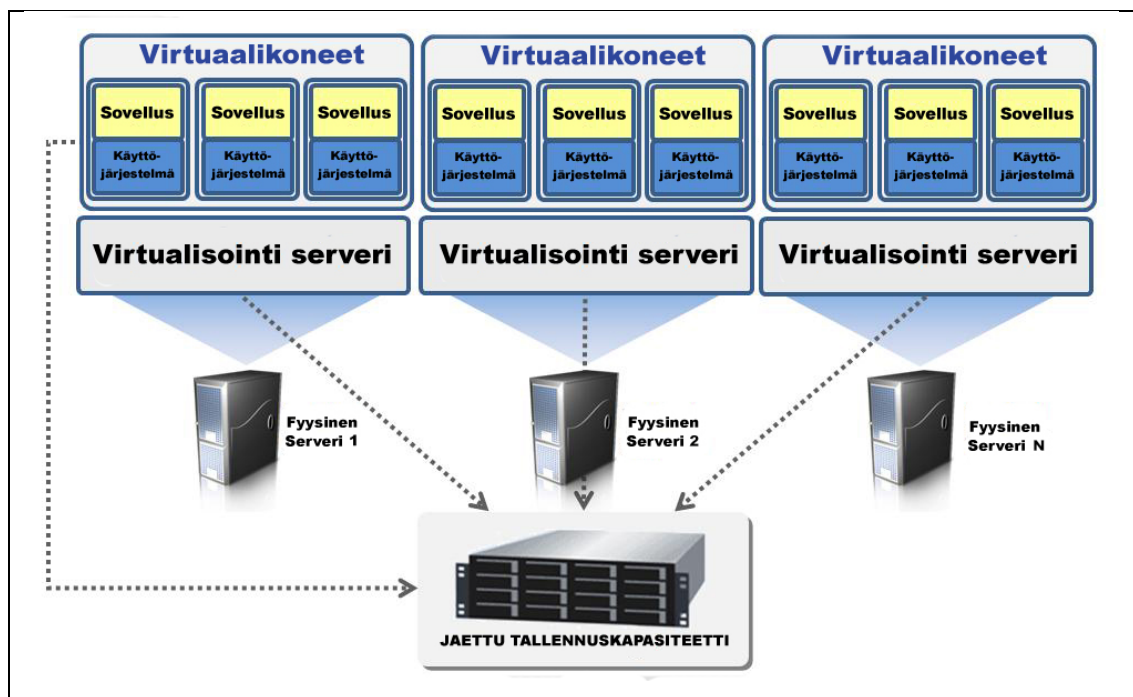 Virtuaalikoneet Virtuaalikoneet Virtuaalikoneet
Sovellus Sovellus Sovellus Sovellus Sovellus Sovellus Sovellus Sovellus Sovellus
Käyttö- Käyttö- Käyttö- Käyttö- Käyttö- Käyttö- Käyttö- Käyttö- Käyttö-
järjestelmä järjestelmä järjestelmä järjestelmä järjestelmä järjestelmä järjestelmä järjestelmä järjestelmä
Virtualisointi serveri Virtualisointi serveri Virtualisointi serveri
Fyysinen Fyysinen Fyysinen
Serveri 1 Serveri 2 Serveri N
JAETTU TALLENNUSKAPASITEETTI